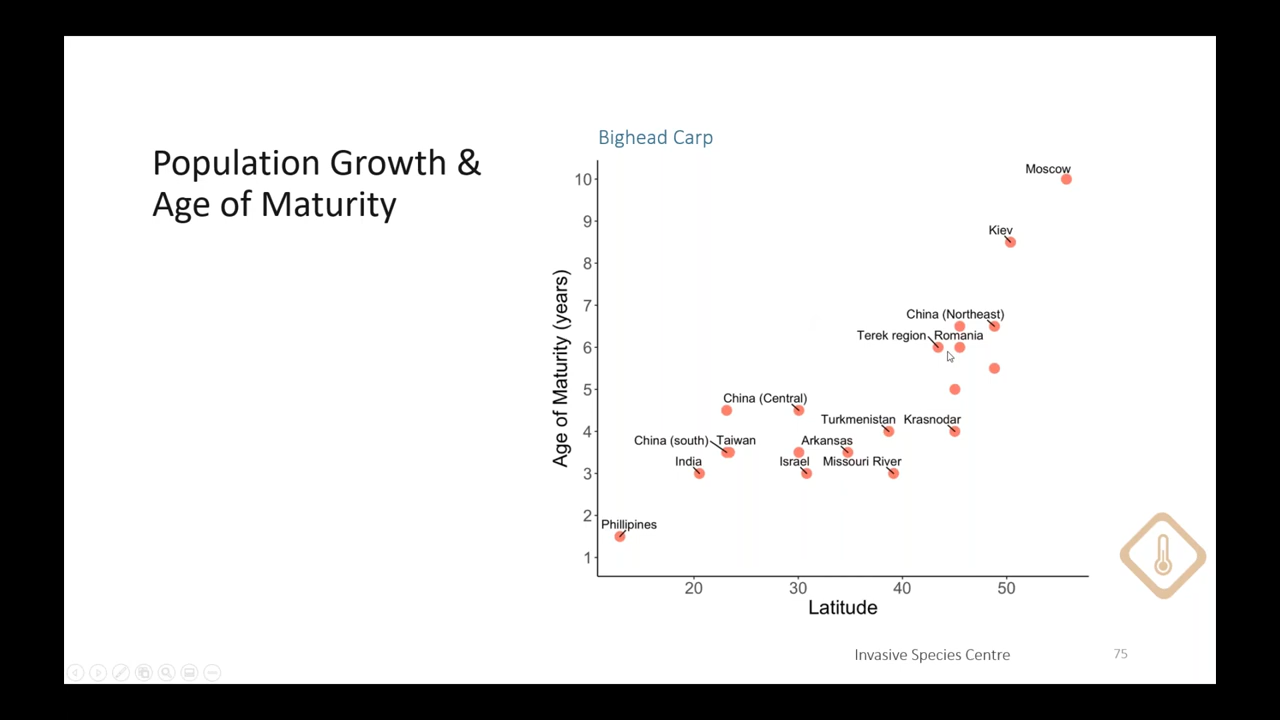 Population Growth &
Age of Maturity
Bighead Carp
Age of Maturity (years)
10
9
8
7
6
5
4
3
2
1
Moscow
Kiev
China (Northeast)
Terek region
Romania
China (Central)
Turkmenistan
Krasnodar
China (south)
Taiwan
Arkansas
India
Israel
Missouri River
Phillipines
20
30
40
50
Latitude
Invasive Species Centre
75